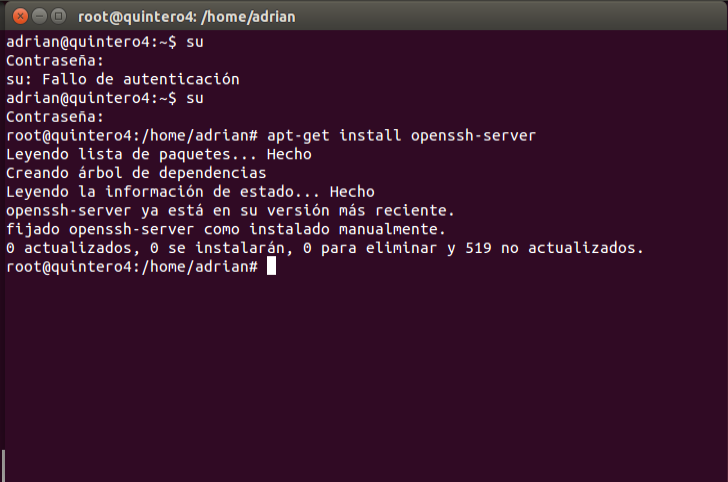 root@quintero4: /home/adrian
adrian@quintero4:~$ su
Contraseña:
su: Fallo de autenticación
adrian@quintero4:~$ su
Contraseña:
root@quintero4:/home/adrian# apt-get install openssh-server
Leyendo lista de paquetes... Hecho
Creando árbol de dependencias
Leyendo la información de estado... Hecho
openssh-server ya está en su versión más reciente.
fijado openssh-server como instalado manualmente.
0 actualizados, 0 se instalarán, 0 para eliminar y 519 no actualizados.
root@quintero4:/home/adrian#